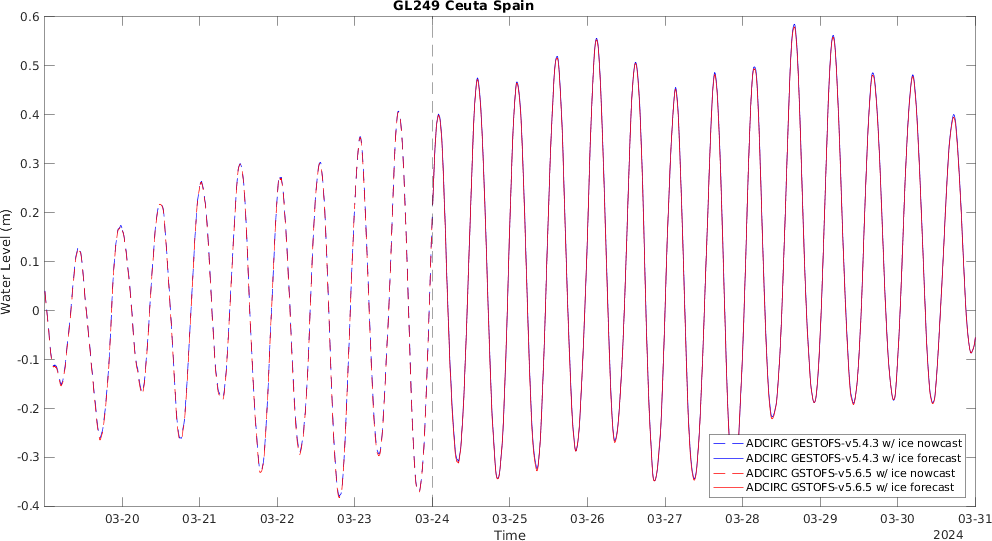 GL249 Ceuta Spain
0.6
0.5
0.4
0.3
0.2
0.1
0
-0.1
-0.2
-0.3
-0.4
Water Level (m)
ADCIRC GESTOFS-v5.4.3 w/ ice nowcast
ADCIRC GESTOFS-v5.4.3 w/ ice forecast
ADCIRC GSTOFS-v5.6.5 w/ ice nowcast
ADCIRC GSTOFS-v5.6.5 w/ ice forecast
03-20 03-21 03-22 03-23 03-24 03-25 03-26 03-27 03-28 03-29 03-30 03-31
Time
2024